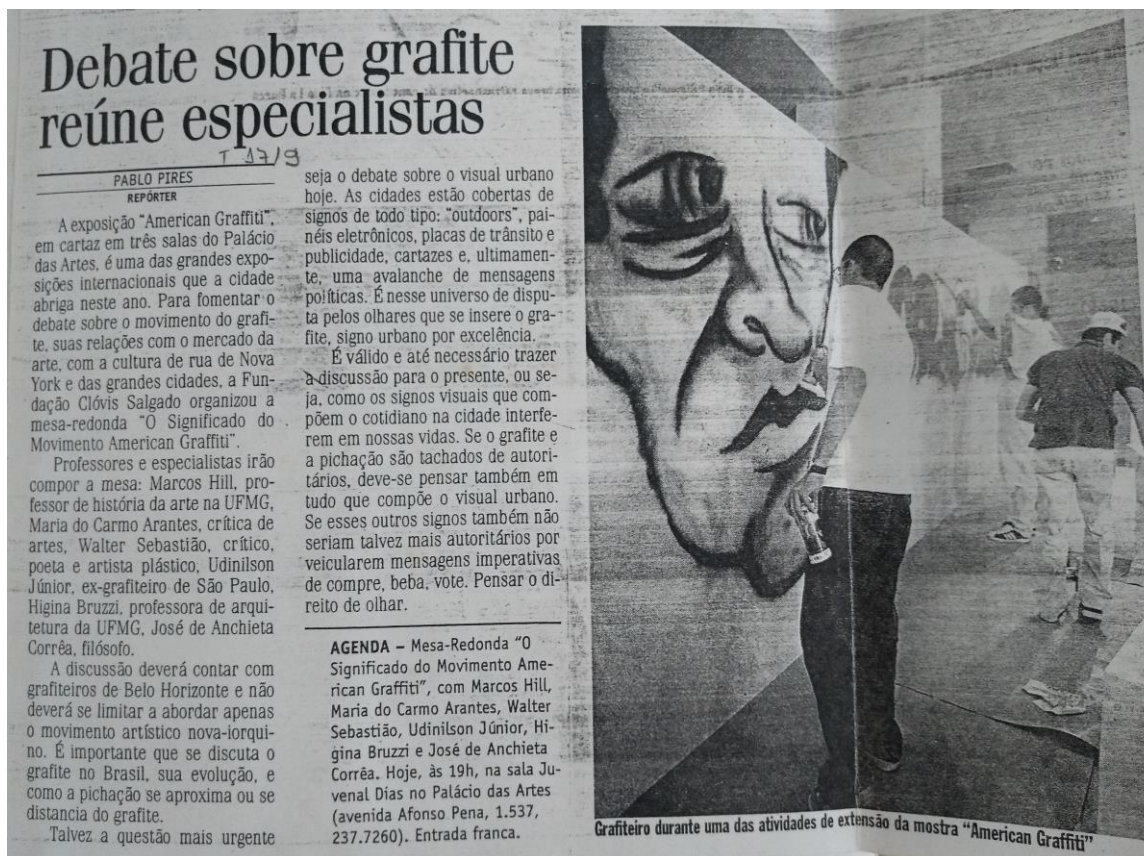 Debate sobre grafite
reúne especialistas
T 17/9
PABLO PIRES
REPÓRTER
A exposição “American Graffiti”,
em cartaz em três salas do Palácio
das Artes, é uma das grandes expo-
sições internacionais que a cidade
abriga neste ano. Para fomentar o
debate sobre o movimento do grafi-
te, suas relações com o mercado da
arte, com a cultura de rua de Nova
York e das grandes cidades, a Fun-
dação Clóvis Salgado organizou a
mesa-redonda “O Significado do
Movimento American Graffiti”.
Professores e especialistas irão
compor a mesa: Marcos Hill, pro-
fessor de história da arte na UFMG,
Maria do Carmo Arantes, crítica de
artes, Walter Sebastião, crítico,
poeta e artista plástico, Udinilson
Júnior, ex-grafiteiro de São Paulo,
Higina Bruzzi, professora de arqui-
tetura da UFMG, José de Anchieta
Corrêa, filósofo.
A discussão deverá contar com
grafiteiros de Belo Horizonte e não
deverá se limitar a abordar apenas
o movimento artístico nova-iorqui-
no. É importante que se discuta o
grafite no Brasil, sua evolução, e
como a pichação se aproxima ou se
distancia do grafite.
Talvez a questão mais urgente
seja o debate sobre o visual urbano
hoje. As cidades estão cobertas de
signos de todo tipo: “outdoors”, pai-
néis eletrônicos, placas de trânsito e
publicidade, cartazes e, ultimamen-
te, uma avalanche de mensagens
políticas. É nesse universo de dispu-
ta pelos olhares que se insere o gra-
fite, signo urbano por excelência.
É válido e até necessário trazer
a discussão para o presente, ou se-
ja, como os signos visuais que com-
põem o cotidiano na cidade interfe-
rem em nossas vidas. Se o grafite e
a pichação são tachados de autori-
tários, deve-se pensar também em
tudo que compõe o visual urbano.
Se esses outros signos também não
seriam talvez mais autoritários por
veicularem mensagens imperativas
de compre, beba, vote. Pensar o di-
reito de olhar.
AGENDA – Mesa-Redonda “O
Significado do Movimento Ame-
rican Graffiti”, com Marcos Hill,
Maria do Carmo Arantes, Walter
Sebastião, Udinilson Júnior, Hi-
gina Bruzzi e José de Anchieta
Corrêa. Hoje, às 19h, na sala Ju-
venal Dias no Palácio das Artes
(avenida Afonso Pena, 1.537,
237.7260). Entrada franca.
Grafiteiro durante uma das atividades de extensão da mostra “American Graffiti”